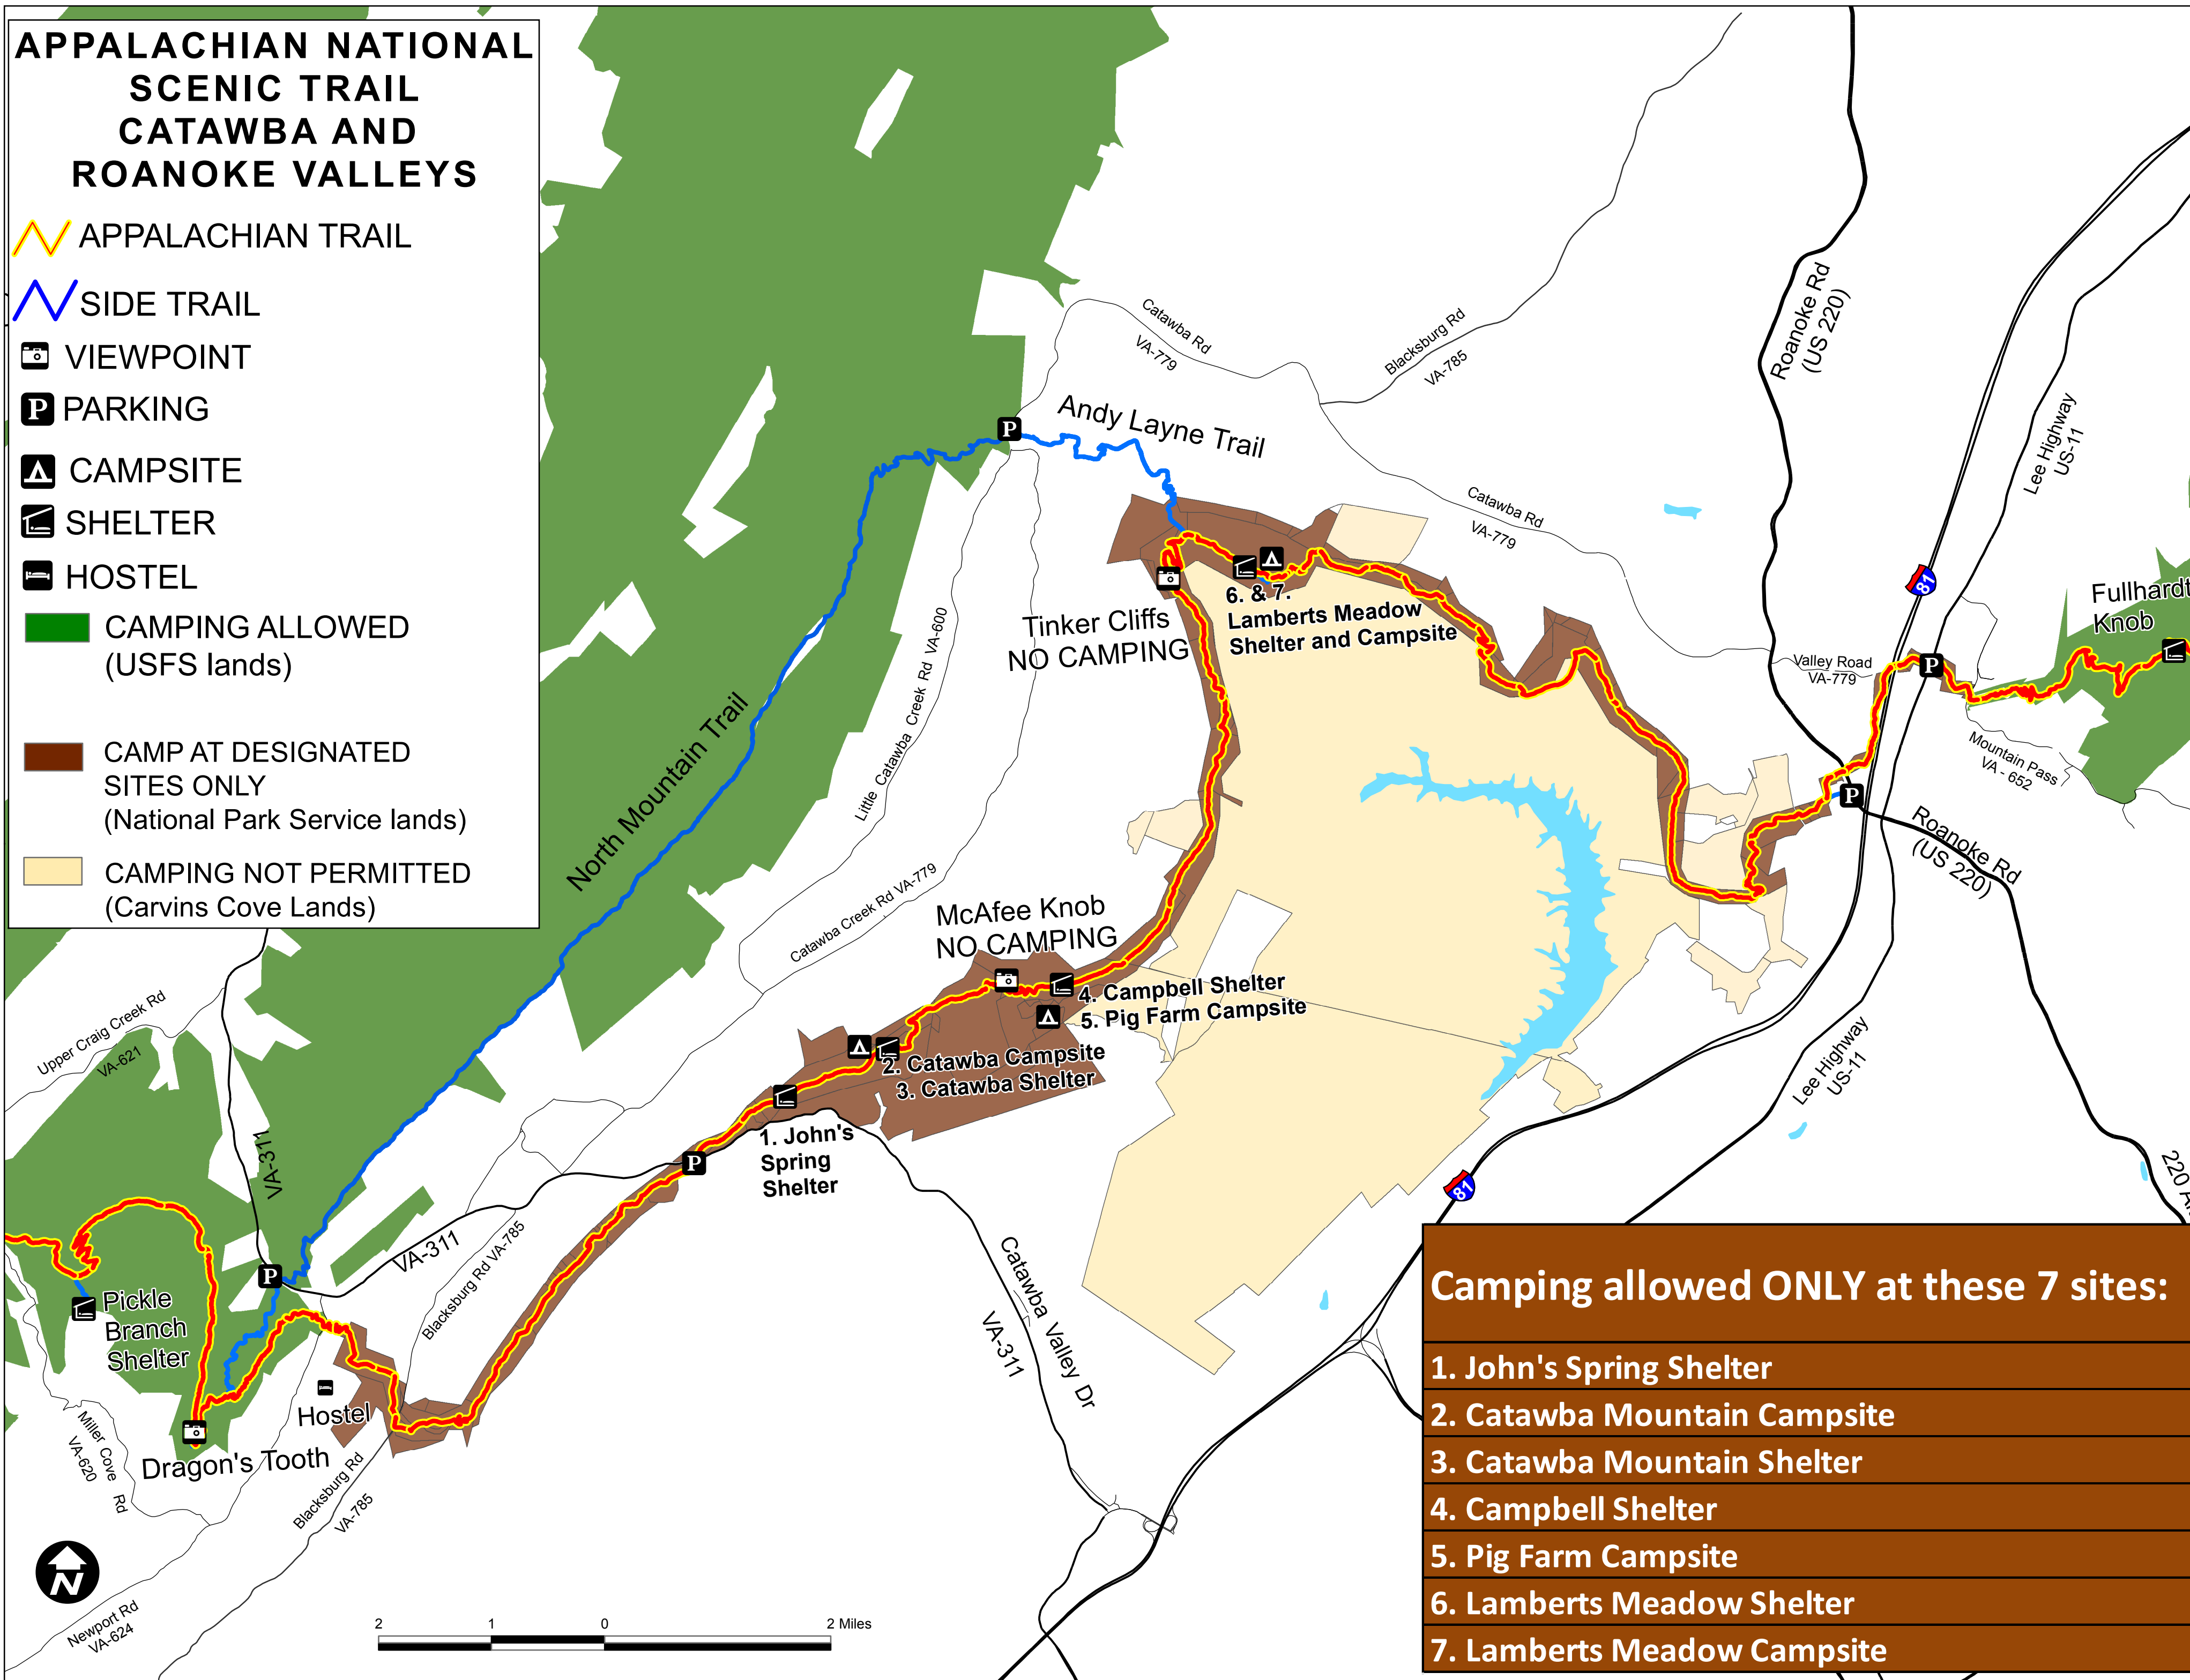 APPALACHIAN NATIONAL
SCENIC TRAIL
CATAWBA AND
ROANOKE VALLEYS
APPALACHIAN TRAIL
SIDE TRAIL
VIEWPOINT
P PARKING
CAMPSITE
SHELTER
HOSTEL
CAMPING ALLOWED
(USFS lands)
CAMP AT DESIGNATED
SITES ONLY
(National Park Service lands)
CAMPING NOT PERMITTED
(Carvins Cove Lands)
Catawba Rd
VA-779
Blacksburg Rd
VA-785
Roanoke Rd
(US 220)
Lee Highway
US-11
P
Andy Layne Trail
Catawba Rd
VA-779
81
Fullhardt
Knob
6. & 7.
Lamberts Meadow
Shelter and Campsite
Tinker Cliffs
NO CAMPING
Valley Road
VA-779
P
Little Catawba Creek Rd VA-600
North Mountain Trail
Mountain Pass
VA - 652
P
Roanoke Rd
(US 220)
Catawba Creek Rd VA-779
McAfee Knob
NO CAMPING
4. Campbell Shelter
5. Pig Farm Campsite
2. Catawba Campsite
3. Catawba Shelter
Upper Craig Creek Rd
VA-621
Lee Highway
US-11
1. John's
Spring
Shelter
P
VA-311
81
VA-311
Blacksburg Rd VA-785
P
Pickle
Branch
Shelter
Catawba Valley Dr
VA-311
Hostel
Dragon's Tooth
Miller Cove Rd
VA-620
Blacksburg Rd
VA-785
N
Newport Rd
VA-624
2 1 0 2 Miles
Camping allowed ONLY at these 7 sites:
1. John's Spring Shelter
2. Catawba Mountain Campsite
3. Catawba Mountain Shelter
4. Campbell Shelter
5. Pig Farm Campsite
6. Lamberts Meadow Shelter
7. Lamberts Meadow Campsite